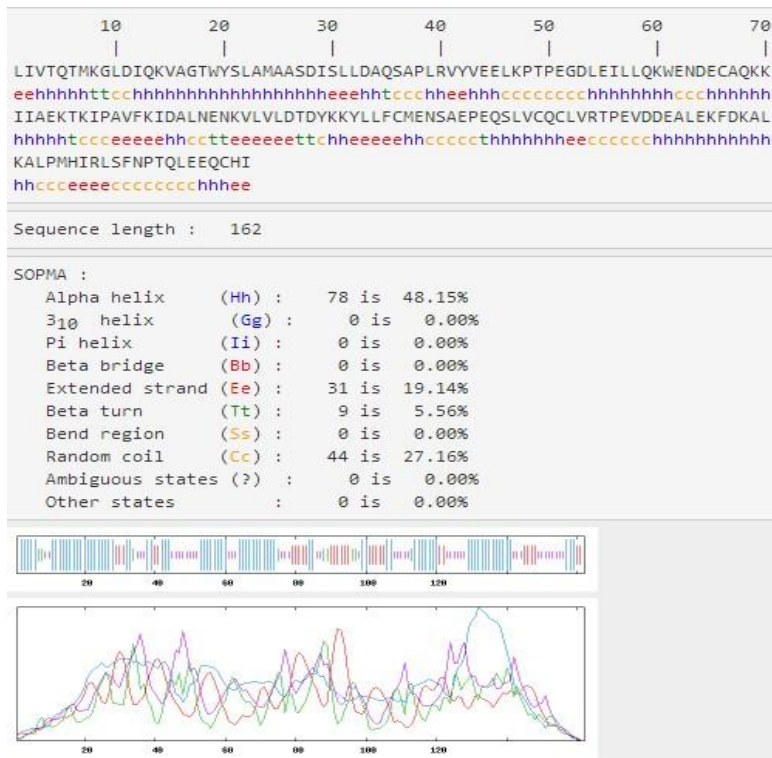 10 20 30 40 50 60 70
| | | | | | |
LIVTQTMKGLDIQKVAGTWYSLAMAASDISLLDAQSAPLRVYVEELKPTPEGDLEILLQKWENDECAQKK
eehhhhhttcchhhhhhhhhhhhhhhhhheeehhtccchheehhhcccccccchhhhhhhhccchhhhhh
IIAEKTKIPAVFKIDALNENKVLVLDTDYKKYLLFCMENSAEPEQSLVCQCLVRTPEVDDEALEKFDKAL
hhhhhtccceeeeehhcctteeeeeettchheeeeehhcccccthhhhhhheecccccchhhhhhhhhhh
KALPMHIRLSFNPTQLEEQCHI
hhccceeeecccccccchhhee
Sequence length : 162
SOPMA :
Alpha helix (Hh) : 78 is 48.15%
310 helix (Gg) : 0 is 0.00%
Pi helix (Ii) : 0 is 0.00%
Beta bridge (Bb) : 0 is 0.00%
Extended strand (Ee) : 31 is 19.14%
Beta turn (Tt) : 9 is 5.56%
Bend region (Ss) : 0 is 0.00%
Random coil (Cc) : 44 is 27.16%
Ambiguous states (?) : 0 is 0.00%
Other states : 0 is 0.00%
20 40 60 80 100 120
20 40 60 80 100 120